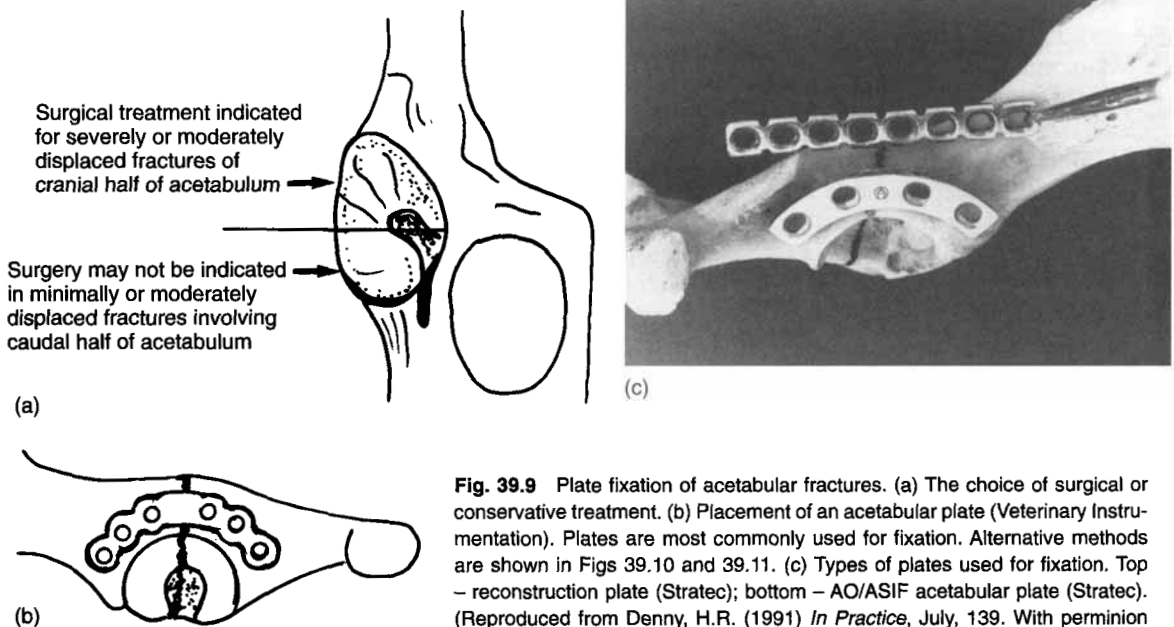 Surgical treatment indicated
for severely or moderately
displaced fractures of
cranial half of acetabulum
Surgery may not be indicated
in minimally or moderately
displaced fractures involving
caudal half of acetabulum
(a)
(b)
(c)
Fig. 39.9 Plate fixation of acetabular fractures. (a) The choice of surgical or
conservative treatment. (b) Placement of an acetabular plate (Veterinary Instru-
mentation). Plates are most commonly used for fixation. Alternative methods
are shown in Figs 39.10 and 39.11. (c) Types of plates used for fixation. Top
– reconstruction plate (Stratec); bottom – AO/ASIF acetabular plate (Stratec).
(Reproduced from Denny, H.R. (1991) In Practice, July, 139. With perminion